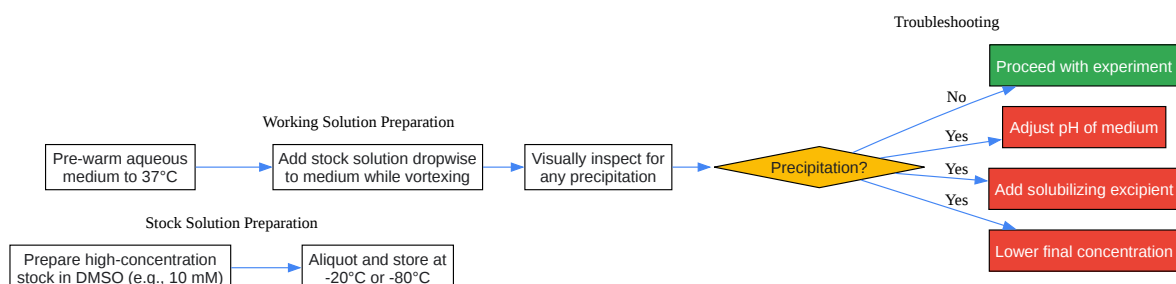 Troubleshooting
Proceed with experiment
No
Working Solution Preparation
Yes
Adjust pH of medium
Pre-warm aqueous
medium to 37°C
Add stock solution dropwise
to medium while vortexing
Visually inspect for
any precipitation
Precipitation?
Yes
Add solubilizing excipient
Yes
Lower final concentration
Stock Solution Preparation
Prepare high-concentration
stock in DMSO (e.g., 10 mM)
Aliquot and store at
-20°C or -80°C